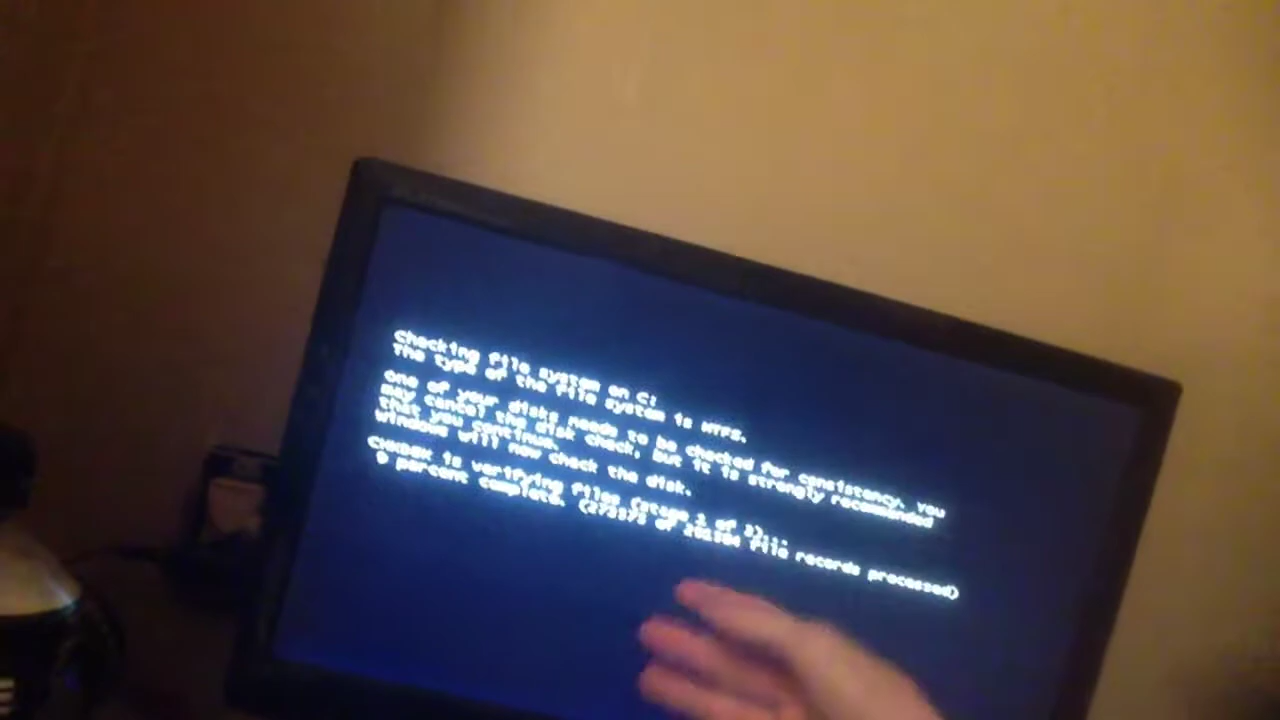 Checking file system on C:
The type of the file system is NTFS.
One of your disks needs to be checked for consistency. You
may cancel the disk check, but it is strongly recommended
that you continue.
Windows will now check the disk.
CHKDSK is verifying files (stage 1 of 3)...
percent complete. ( of file records processed)